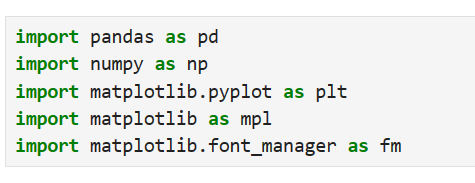 import pandas as pd
import numpy as np
import matplotlib.pyplot as plt
import matplotlib as mpl
import matplotlib.font_manager as fm